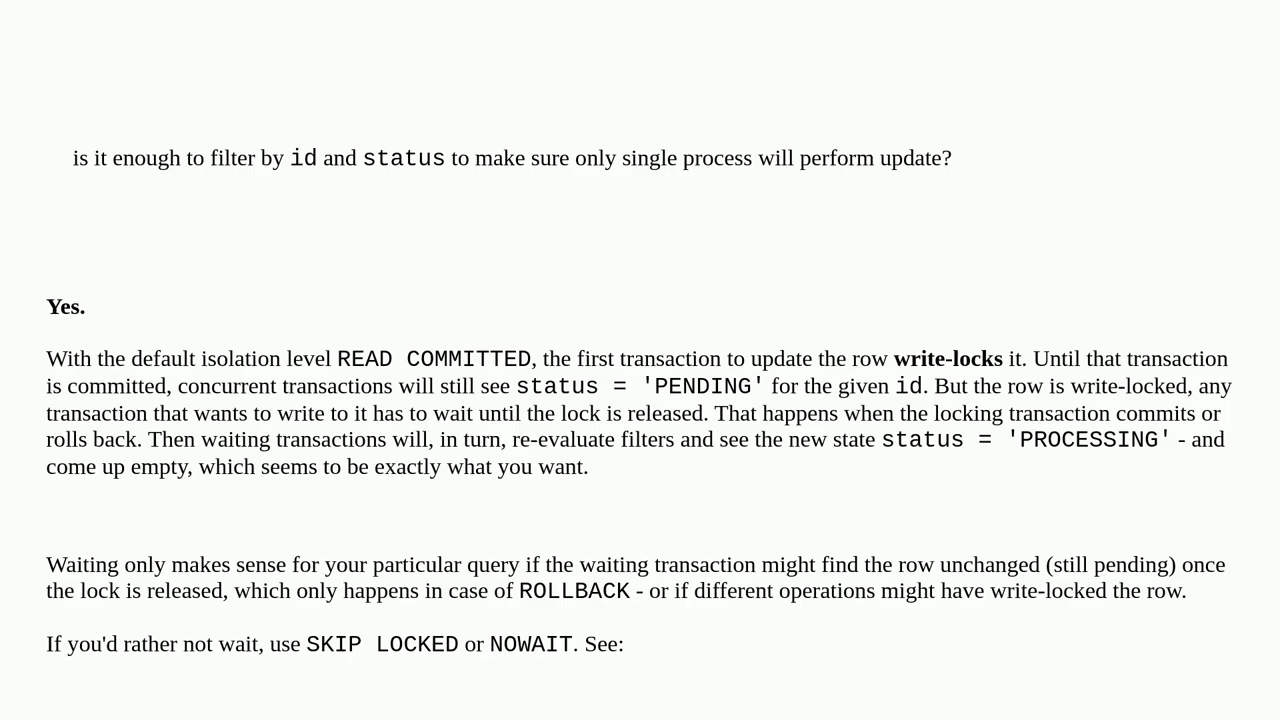 is it enough to filter by id and status to make sure only single process will perform update?
Yes.
With the default isolation level READ COMMITTED, the first transaction to update the row write-locks it. Until that transaction
is committed, concurrent transactions will still see status = 'PENDING' for the given id. But the row is write-locked, any
transaction that wants to write to it has to wait until the lock is released. That happens when the locking transaction commits or
rolls back. Then waiting transactions will, in turn, re-evaluate filters and see the new state status = 'PROCESSING' - and
come up empty, which seems to be exactly what you want.
Waiting only makes sense for your particular query if the waiting transaction might find the row unchanged (still pending) once
the lock is released, which only happens in case of ROLLBACK - or if different operations might have write-locked the row.
If you'd rather not wait, use SKIP LOCKED or NOWAIT. See: